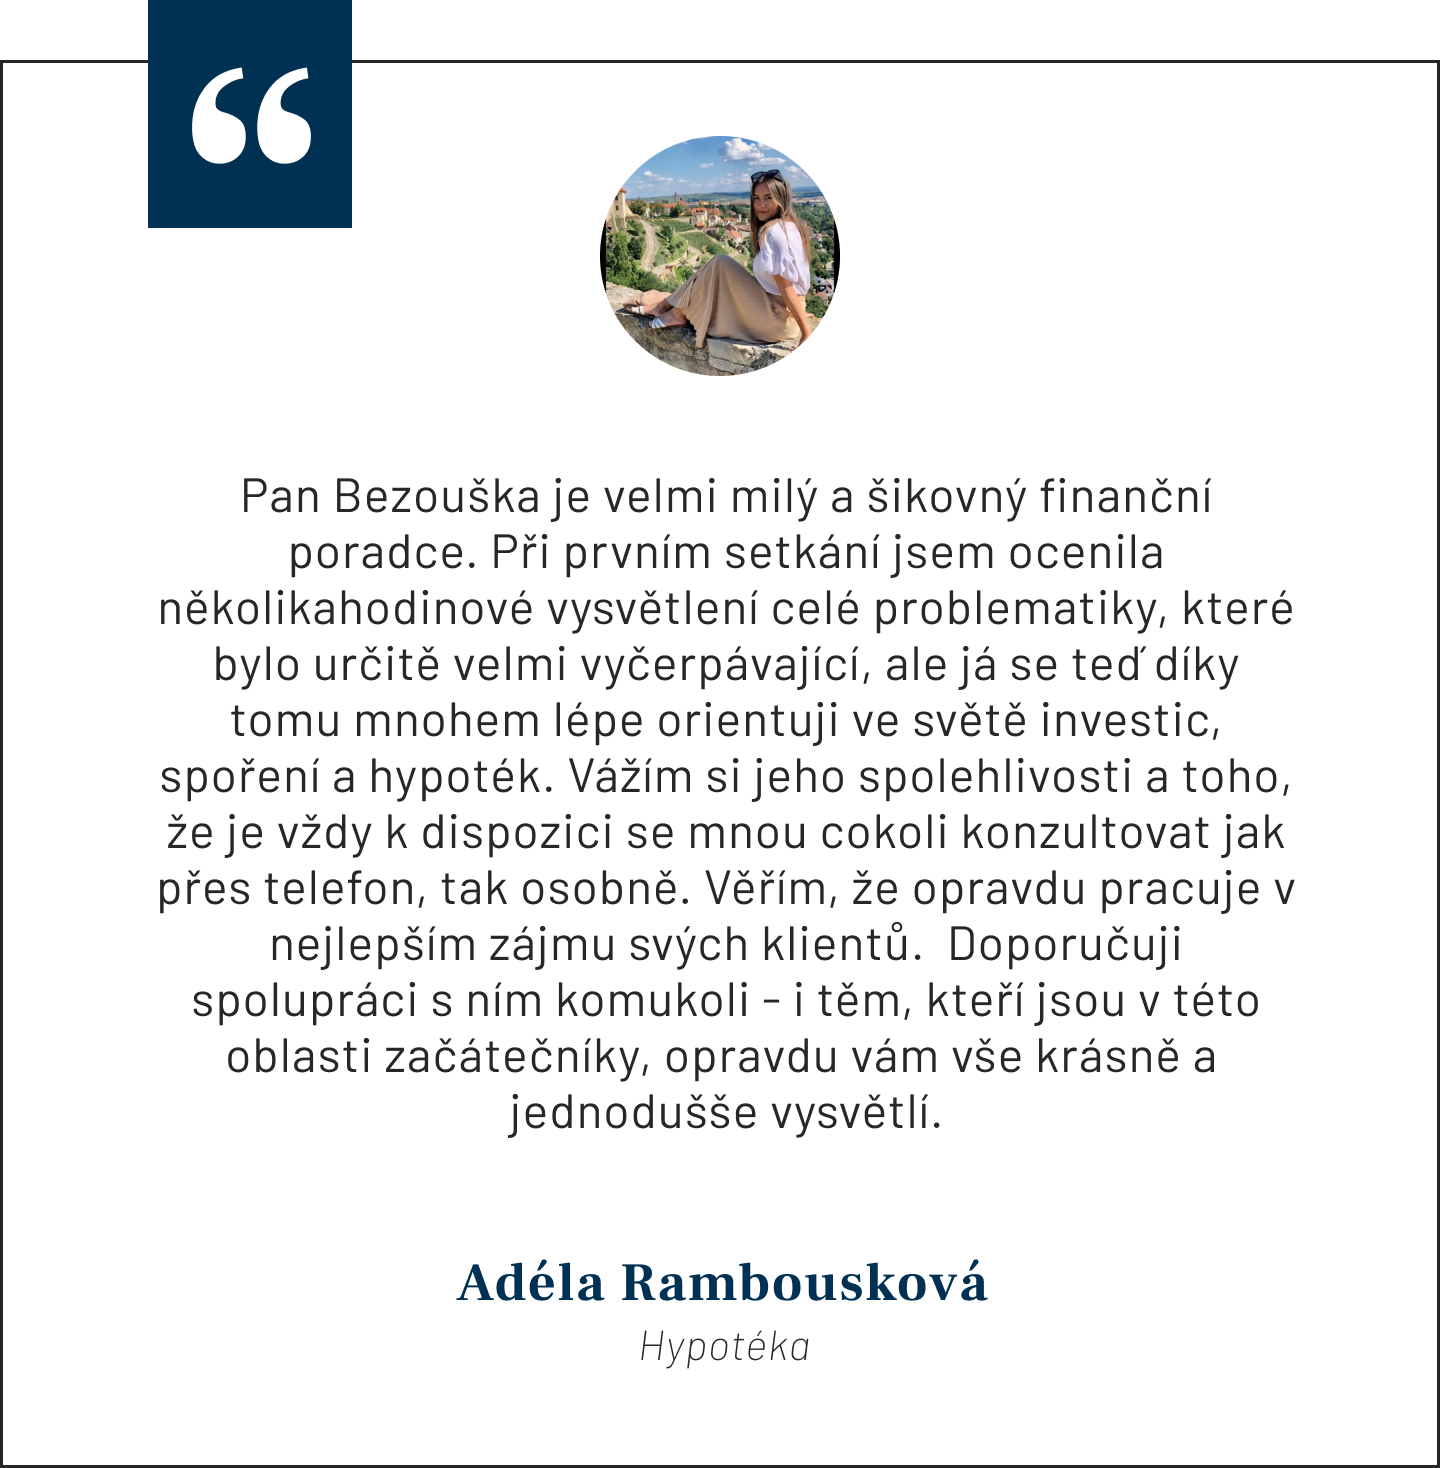 “
Pan Bezouška je velmi milý a šikovný finanční
poradce. Při prvním setkání jsem ocenila
několikahodinové vysvětlení celé problematiky, které
bylo určitě velmi vyčerpávající, ale já se teď díky
tomu mnohem lépe orientuji ve světě investic,
spoření a hypoték. Vážím si jeho spolehlivosti a toho,
že je vždy k dispozici se mnou cokoli konzultovat jak
přes telefon, tak osobně. Věřím, že opravdu pracuje v
nejlepším zájmu svých klientů.  Doporučuji
spolupráci s ním komukoli - i těm, kteří jsou v této
oblasti začátečníky, opravdu vám vše krásně a
jednodušše vysvětlí.
Adéla Rambousková
Hypotéka